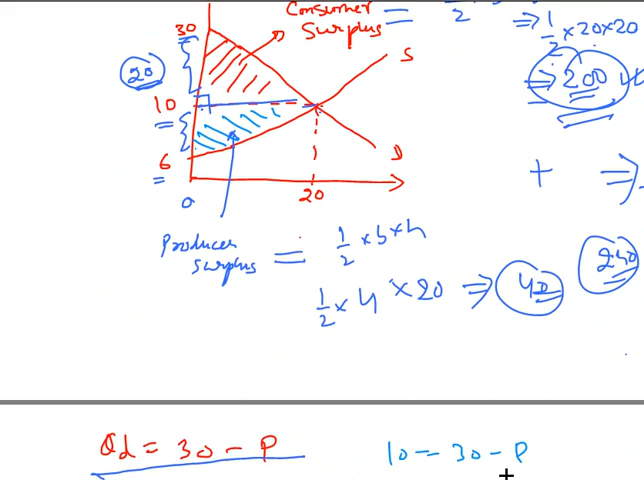 Consumer
Surplus
=
2
⇒ 1/2 × 20 × 20
30
20
⇒ 200
S
10
=
6
=
D
0
20
+ ⇒
Producer
Surplus
= 1/2 × b × h
1/2 × 4 × 20 ⇒ 40
240
Qd = 30 - P
10 = 30 - P